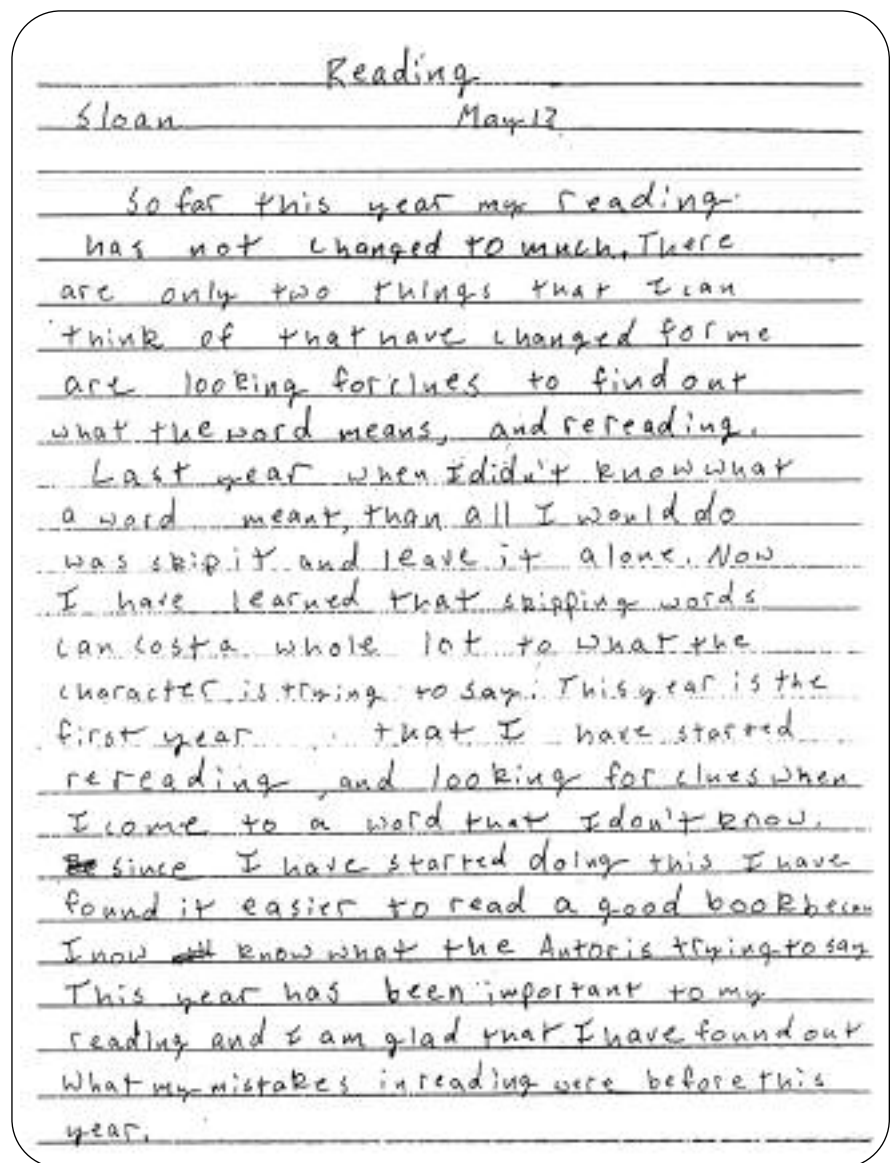 Reading
Sloan May 12
So far this year my reading
has not changed to much. There
are only two things that I can
think of that have changed for me
are looking for clues to find out
what the word means, and rereading.
Last year when I didn't know what
a word meant, than all I would do
was skip it and leave it alone. Now
I have learned that skipping words
can cost a whole lot to what the
character is trying to say. This year is the
first year that I have started
rereading and looking for clues when
I come to a word that I don't know.
since I have started doing this I have
found it easier to read a good book
I now know what the Autor is trying to say
This year has been important to my
reading and I am glad that I have found out
what my mistakes in reading were before this
year.